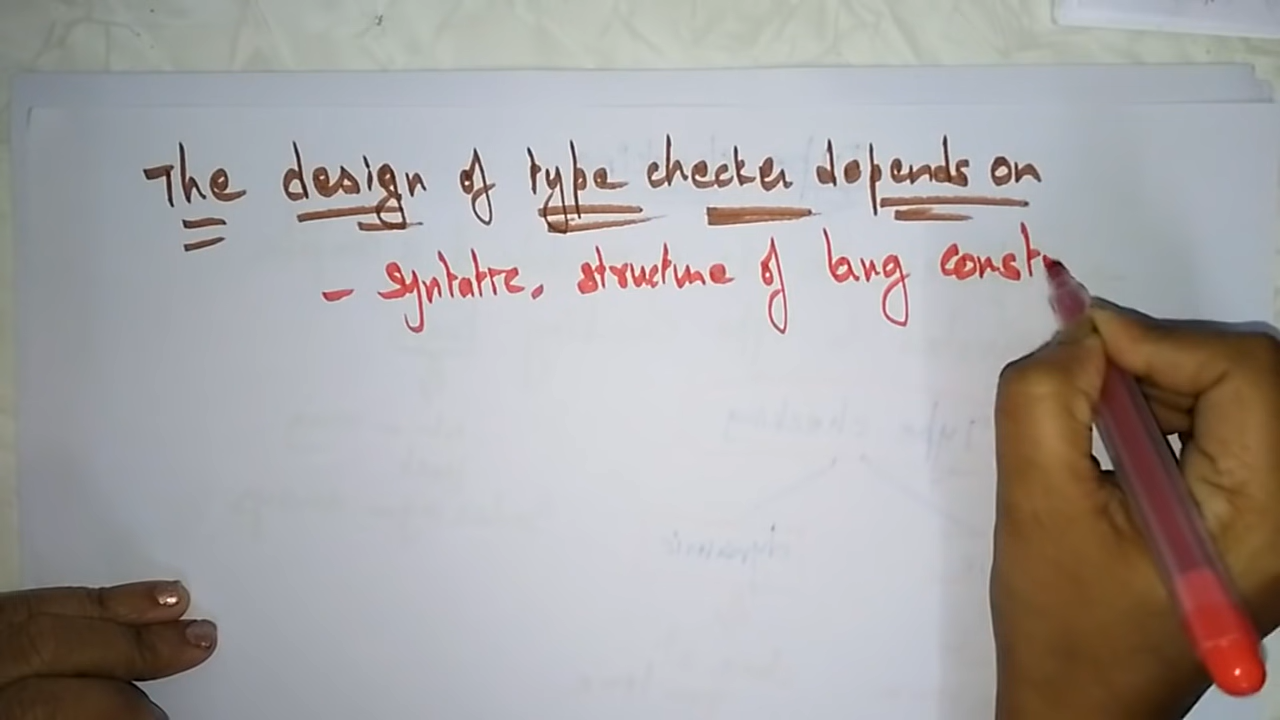 The design of type checker depends on
- syntatic. structure of lang const